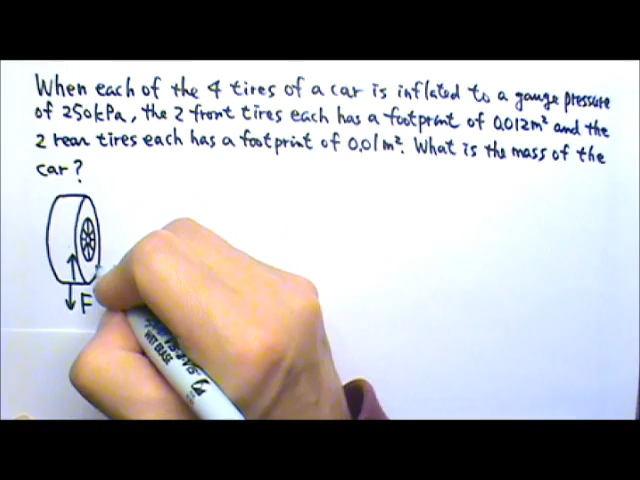 When each of the 4 tires of a car is inflated to a gauge pressure
of 250kPa, the 2 front tires each has a footprint of 0.012m² and the
2 rear tires each has a footprint of 0.01m². What is the mass of the
car?
F
WET ERASE